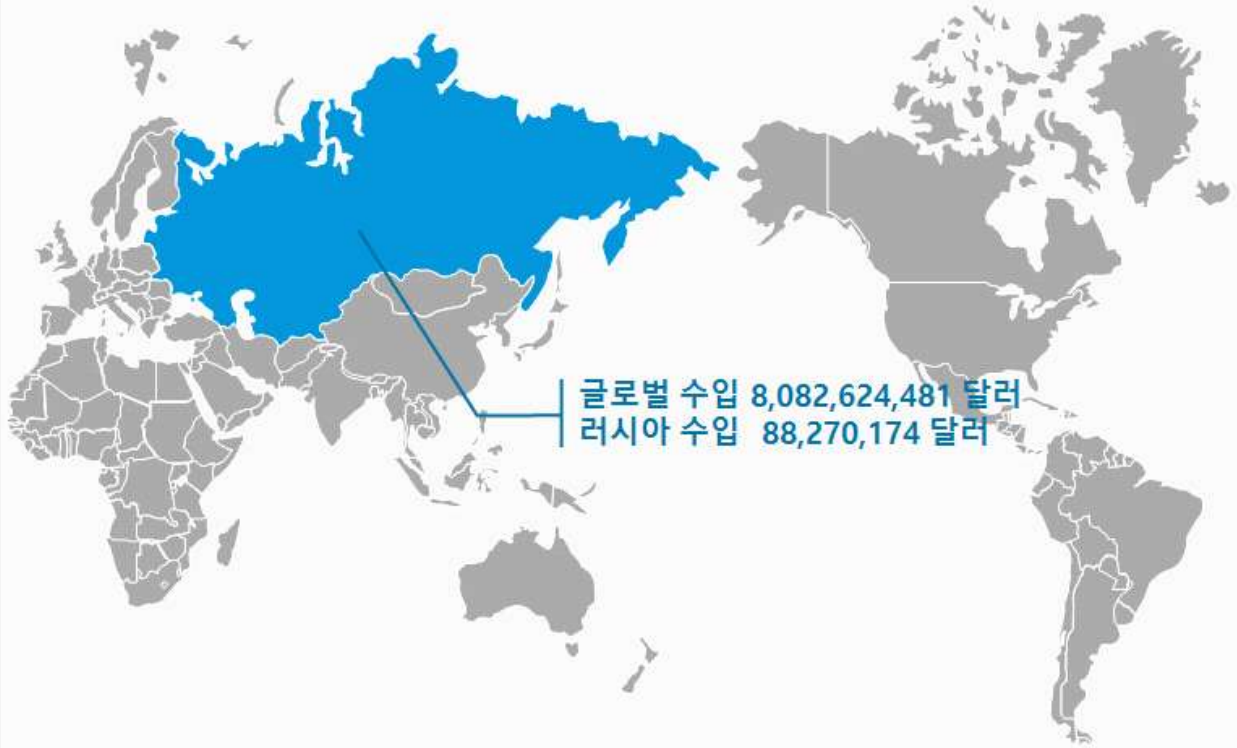 글로벌 수입 8,082,624,481 달러
러시아 수입 88,270,174 달러